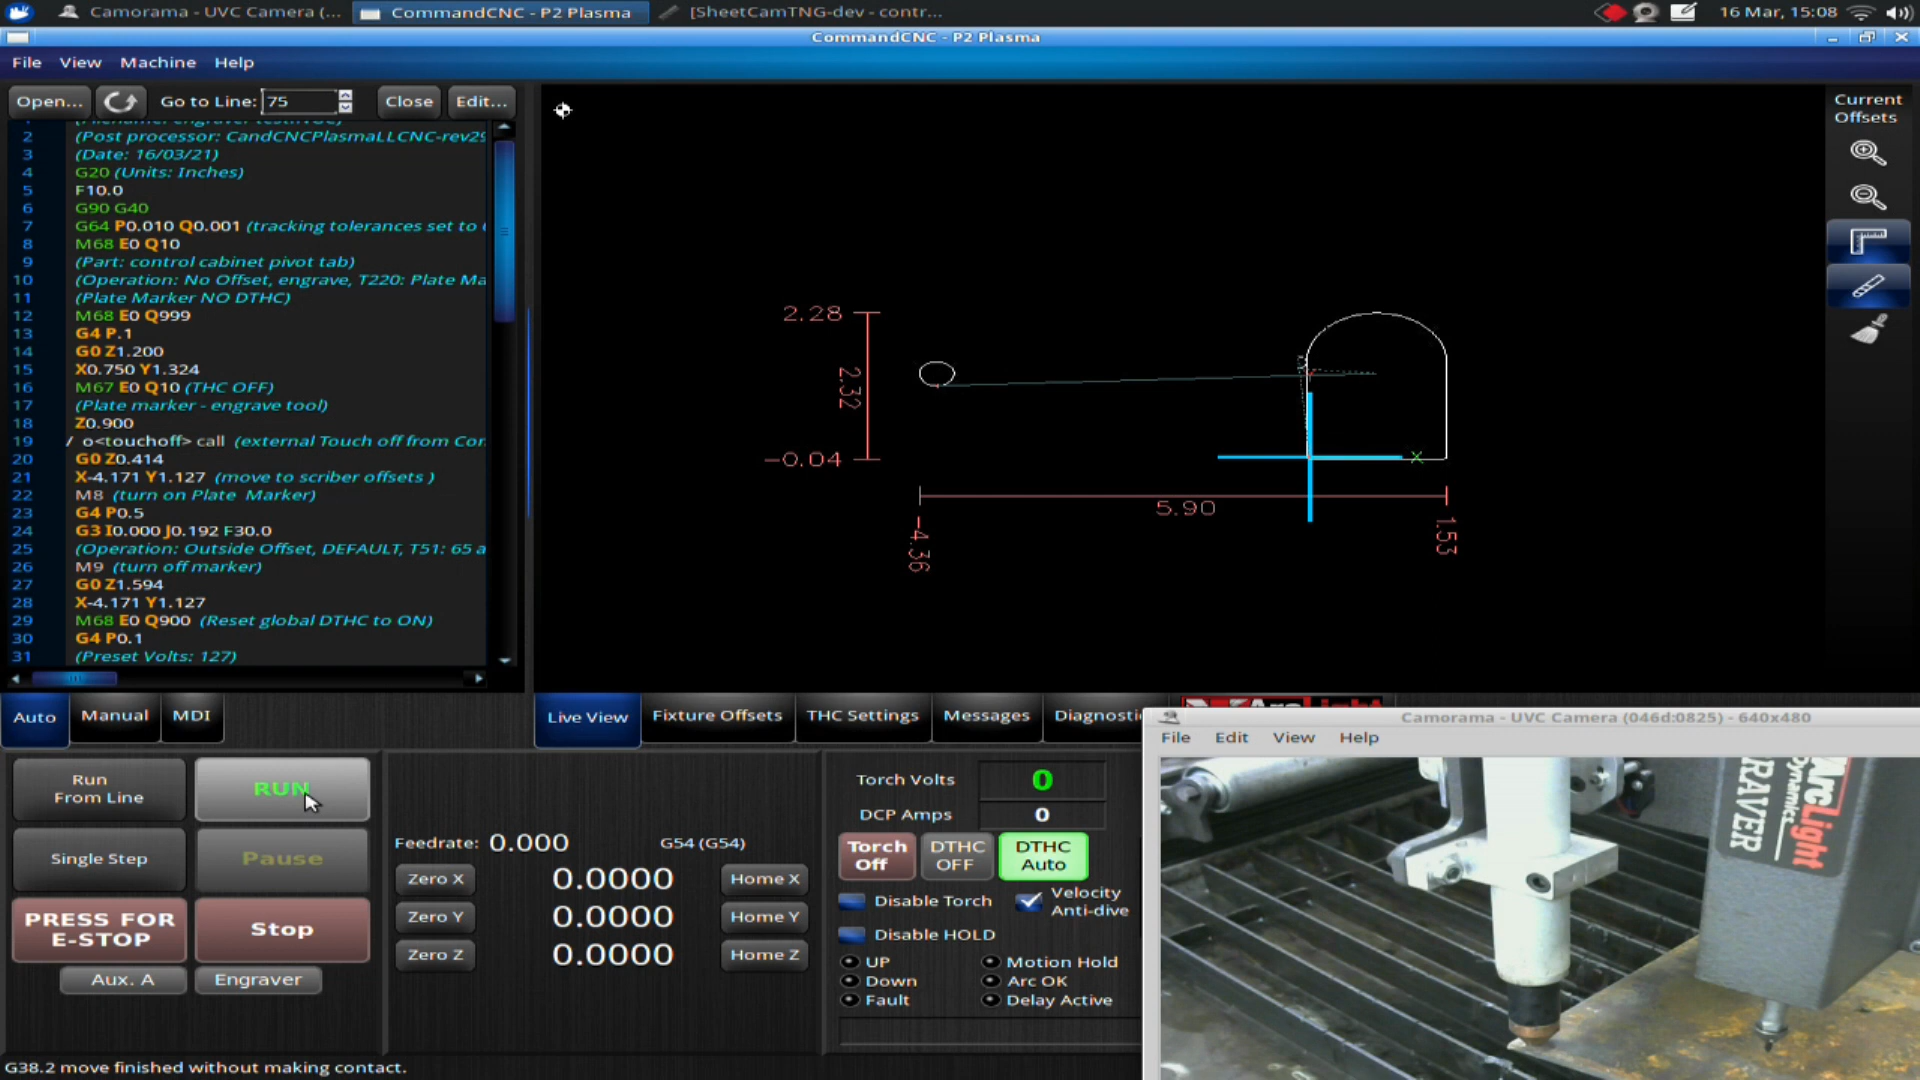 Camorama - UVC Camera (...
CommandCNC - P2 Plasma
[SheetCamTNG-dev - contr...
16 Mar, 15:08
CommandCNC - P2 Plasma
File View Machine Help
Open... Go to Line: 75 Close Edit...
2 (Post processor: CandCNCPlasmaLLCNC-rev29
3 (Date: 16/03/21)
4 G20 (Units: Inches)
5 F10.0
6 G90 G40
7 G64 P0.010 Q0.001 (tracking tolerances set to
8 M68 E0 Q10
9 (Part: control cabinet pivot tab)
10 (Operation: No Offset, engrave, T220: Plate Ma
11 (Plate Marker NO DTHC)
12 M68 E0 Q999
13 G4 P.1
14 G0 Z1.200
15 X0.750 Y1.324
16 M67 E0 Q10 (THC OFF)
17 (Plate marker - engrave tool)
18 Z0.900
19 / o<touchoff> call (external Touch off from Con
20 G0 Z0.414
21 X-4.171 Y1.127 (move to scriber offsets )
22 M8 (turn on Plate Marker)
23 G4 P0.5
24 G3 I0.000 J0.192 F30.0
25 (Operation: Outside Offset, DEFAULT, T51: 65 a
26 M9 (turn off marker)
27 G0 Z1.594
28 X-4.171 Y1.127
29 M68 E0 Q900 (Reset global DTHC to ON)
30 G4 P0.1
31 (Preset Volts: 127)
2.28
2.32
-0.04
5.90
-4.36
1.53
X
Current
Offsets
Auto Manual MDI
Live View Fixture Offsets THC Settings Messages Diagnosti
Run
From Line
RUN
Single Step
Pause
PRESS FOR
E-STOP
Stop
Aux. A
Engraver
Feedrate: 0.000 G54 (G54)
Zero X 0.0000 Home X
Zero Y 0.0000 Home Y
Zero Z 0.0000 Home Z
Torch Volts 0
DCP Amps 0
Torch
Off
DTHC
OFF
DTHC
Auto
Disable Torch
Velocity
Anti-dive
Disable HOLD
UP Motion Hold
Down Arc OK
Fault Delay Active
G38.2 move finished without making contact.
Camorama - UVC Camera (046d:0825) - 640x480
File Edit View Help
ArcLight
Dynamics
RAVER